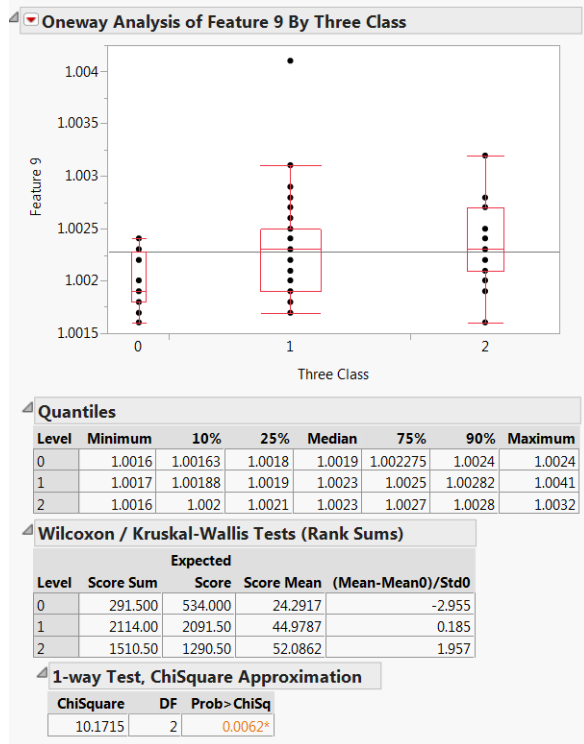 Oneway Analysis of Feature 9 By Three Class
1.004
1.0035
1.003
1.0025
1.002
1.0015
Feature 9
0 1 2
Three Class
Quantiles
Level Minimum 10% 25% Median 75% 90% Maximum
0 1.0016 1.00163 1.0018 1.0019 1.002275 1.0024 1.0024
1 1.0017 1.00188 1.0019 1.0023 1.0025 1.00282 1.0041
2 1.0016 1.002 1.0021 1.0023 1.0027 1.0028 1.0032
Wilcoxon / Kruskal-Wallis Tests (Rank Sums)
Expected
Level Score Sum Score Score Mean (Mean-Mean0)/Std0
0 291.500 534.000 24.2917 -2.955
1 2114.00 2091.50 44.9787 0.185
2 1510.50 1290.50 52.0862 1.957
1-way Test, ChiSquare Approximation
ChiSquare DF Prob>ChiSq
10.1715 2 0.0062*